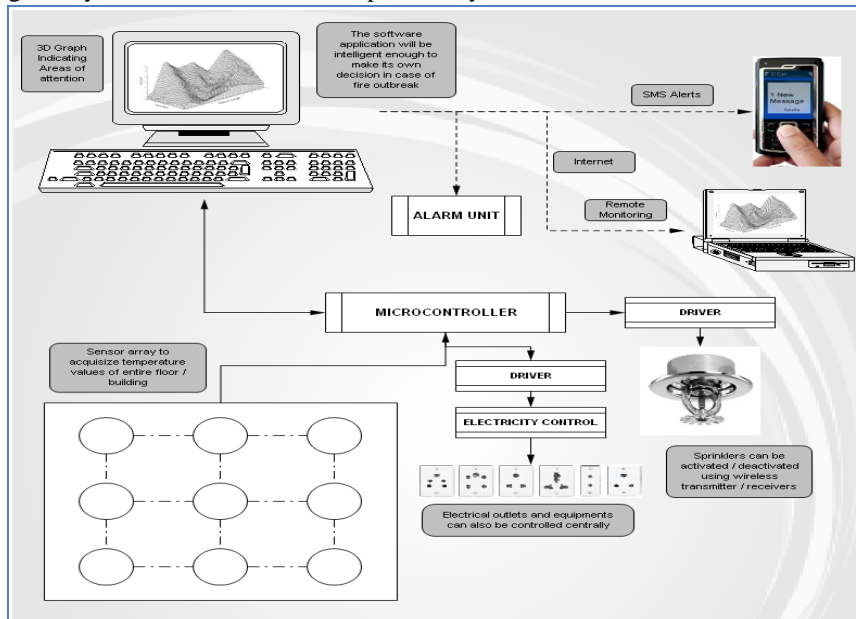 3D Graph
Indicating
Areas of
attention
The software
application will be
intelligent enough to
make its own
decision in case of
fire outbreak
SMS Alerts
1 New
Message
Internet
Remote
Monitoring
ALARM UNIT
MICROCONTROLLER
DRIVER
Sensor array to
acquisize temperature
values of entire floor /
building
DRIVER
ELECTRICITY CONTROL
Sprinklers can be
activated / deactivated
using wireless
transmitter / receivers
Electrical outlets and equipments
can also be controlled centrally